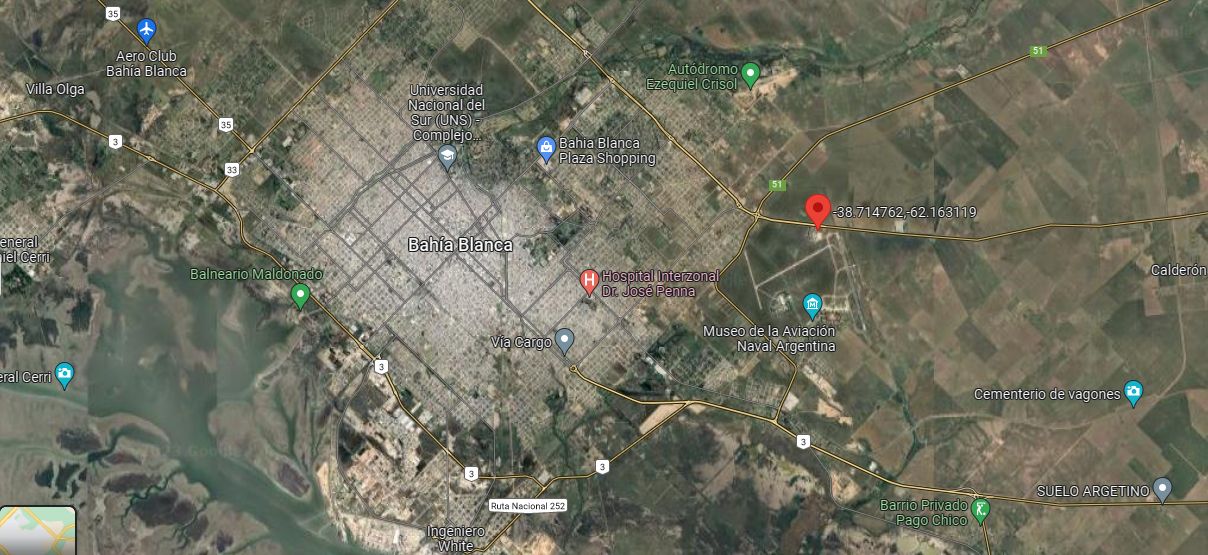 35
Aero Club
Bahía Blanca
Villa Olga
3
35
33
Universidad
Nacional del
Sur (UNS) -
Complejo...
Bahia Blanca
Plaza Shopping
Autódromo
Ezequiel Crisol
51
51
-38.714762,-62.163119
Bahía Blanca
eneral
iel Cerri
Balneario Maldonado
H
Hospital Interzonal
Dr. José Penna
Calderón
Museo de la Aviación
Naval Argentina
Vía Cargo
3
eral Cerri
Cementerio de vagones
3
3
3
Ruta Nacional 252
SUELO ARGETINO
Barrio Privado
Pago Chico
Ingeniero
White